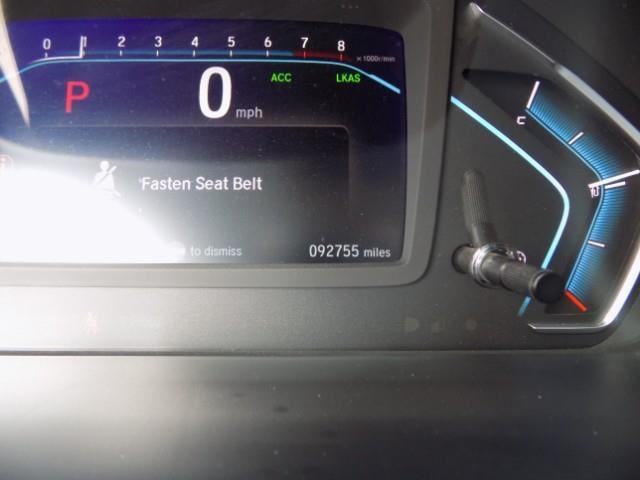 0 1 2 3 4 5 6 7 8
x1000r/min
ACC LKAS
P 0 mph
C
Fasten Seat Belt
to dismiss 092755 miles